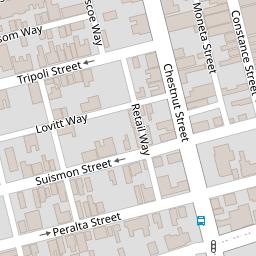 som Way
scoe Way
Moneta Street
Constance Street
Tripoli Street
Chestnut Street
Lovitt Way
Retail Way
Suismon Street
Peralta Street